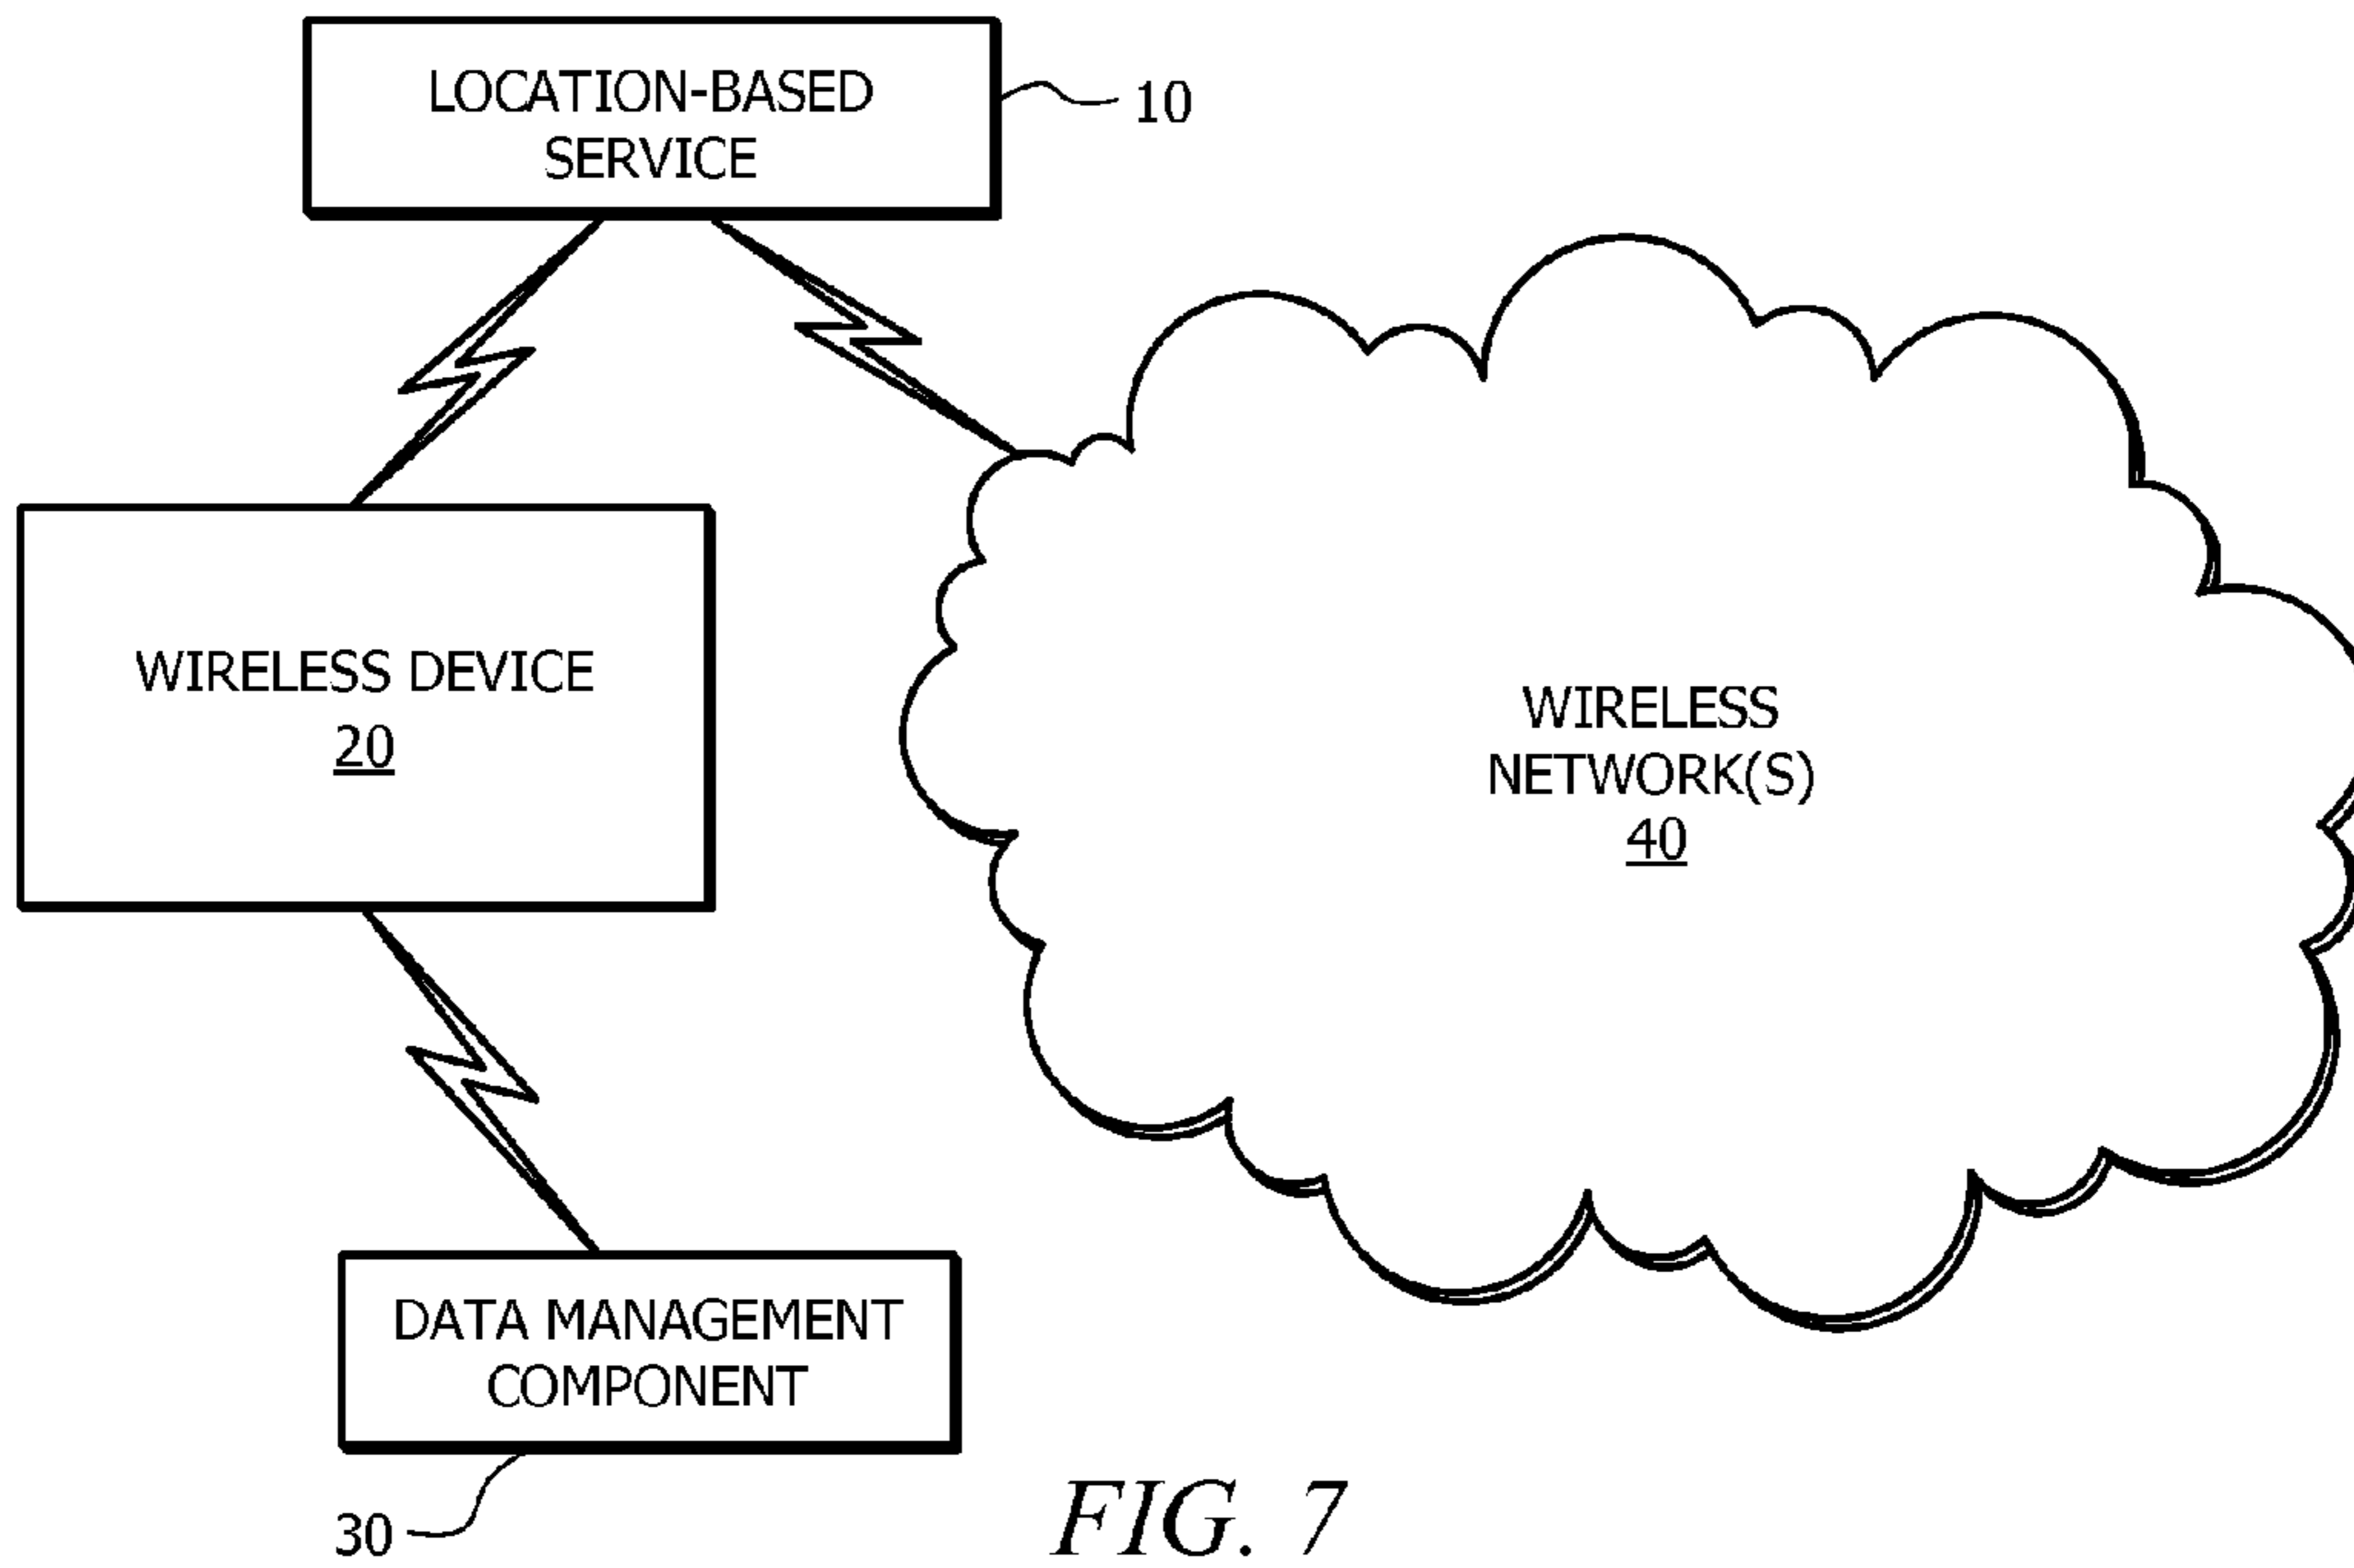 LOCATION-BASED
SERVICE
10
WIRELESS DEVICE
20
WIRELESS
NETWORK(S)
40
DATA MANAGEMENT
COMPONENT
30
FIG. 7